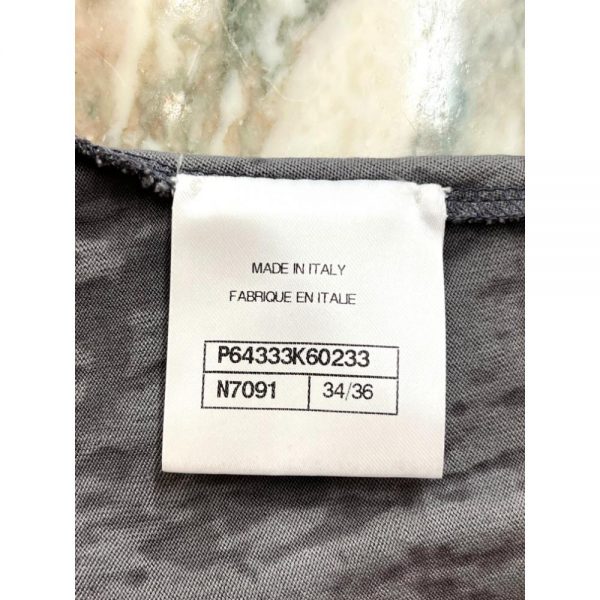 MADE IN ITALY
FABRIQUE EN ITALIE
P64333K60233
N7091 34/36